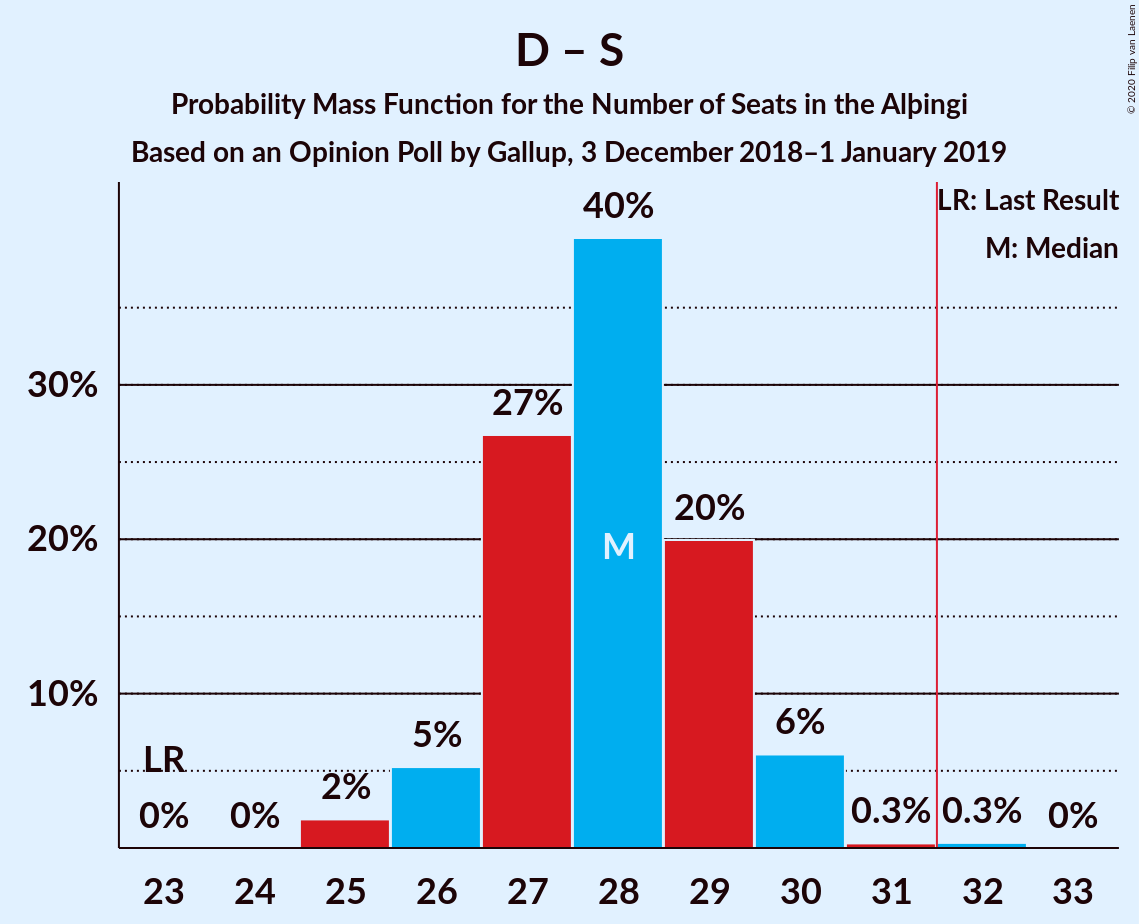 D – S
Probability Mass Function for the Number of Seats in the Alþingi
Based on an Opinion Poll by Gallup, 3 December 2018–1 January 2019
© 2020 Filip van Laenen
LR: Last Result
M: Median
40%
30%
27%
20%
20%
M
10%
6%
5%
LR
2%
0%
0%
0.3%
0.3%
0%
23 24 25 26 27 28 29 30 31 32 33